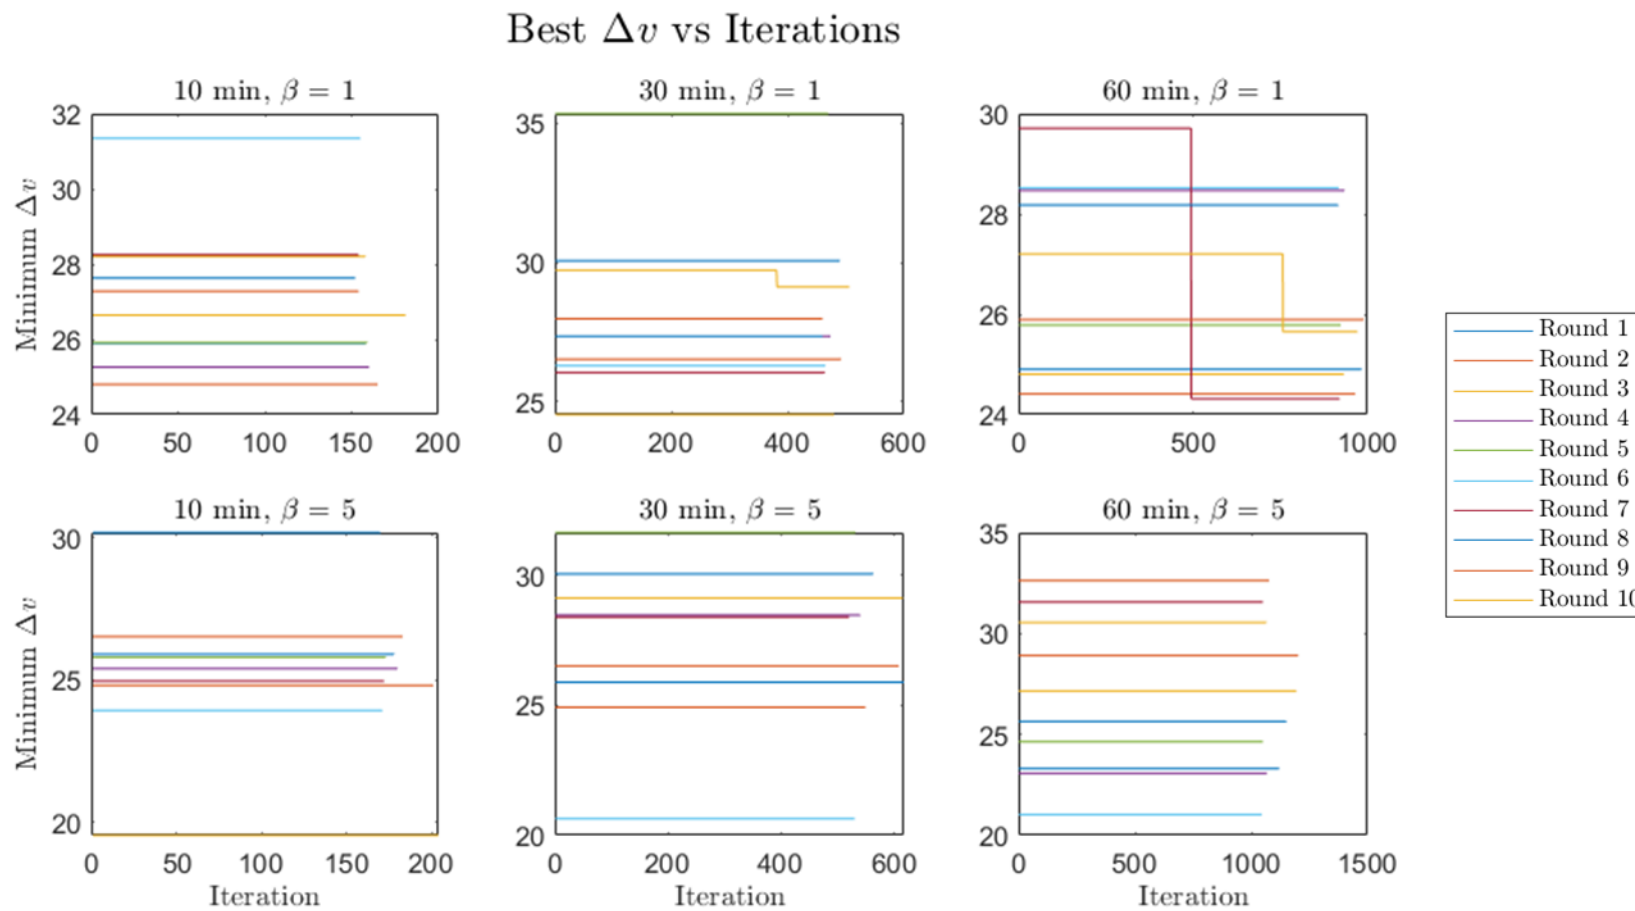 Best Δv vs Iterations
10 min, β = 1
30 min, β = 1
60 min, β = 1
Minimum Δv
32
30
28
26
24
0 50 100 150 200
35
30
25
0 200 400 600
30
28
26
24
0 500 1000
10 min, β = 5
30 min, β = 5
60 min, β = 5
Minimum Δv
30
25
20
0 50 100 150 200
Iteration
30
25
20
0 200 400 600
Iteration
35
30
25
20
0 500 1000 1500
Iteration
Round 1
Round 2
Round 3
Round 4
Round 5
Round 6
Round 7
Round 8
Round 9
Round 10